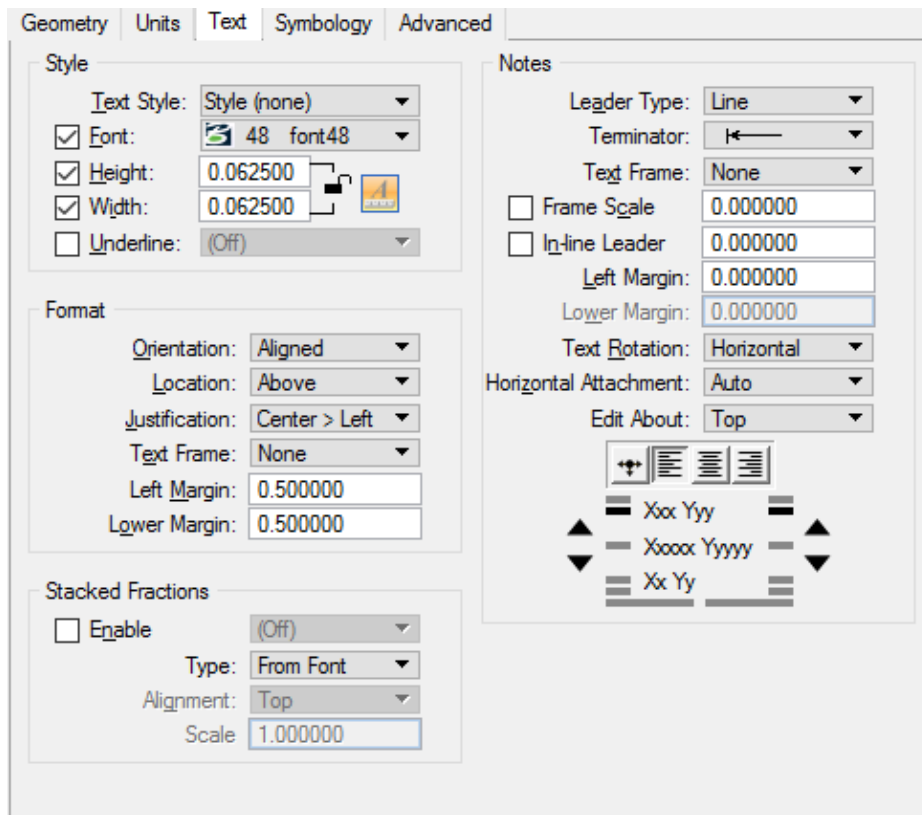 Geometry Units Text Symbology Advanced
Style
Text Style: Style (none)
Font: 48 font48
Height: 0.062500
Width: 0.062500
A
Underline: (Off)
Format
Orientation: Aligned
Location: Above
Justification: Center > Left
Text Frame: None
Left Margin: 0.500000
Lower Margin: 0.500000
Stacked Fractions
Enable (Off)
Type: From Font
Alignment: Top
Scale 1.000000
Notes
Leader Type: Line
Terminator:
Text Frame: None
Frame Scale 0.000000
In-line Leader 0.000000
Left Margin: 0.000000
Lower Margin: 0.000000
Text Rotation: Horizontal
Horizontal Attachment: Auto
Edit About: Top
Xxx Yyy
Xxxxx Yyyyy
Xx Yy